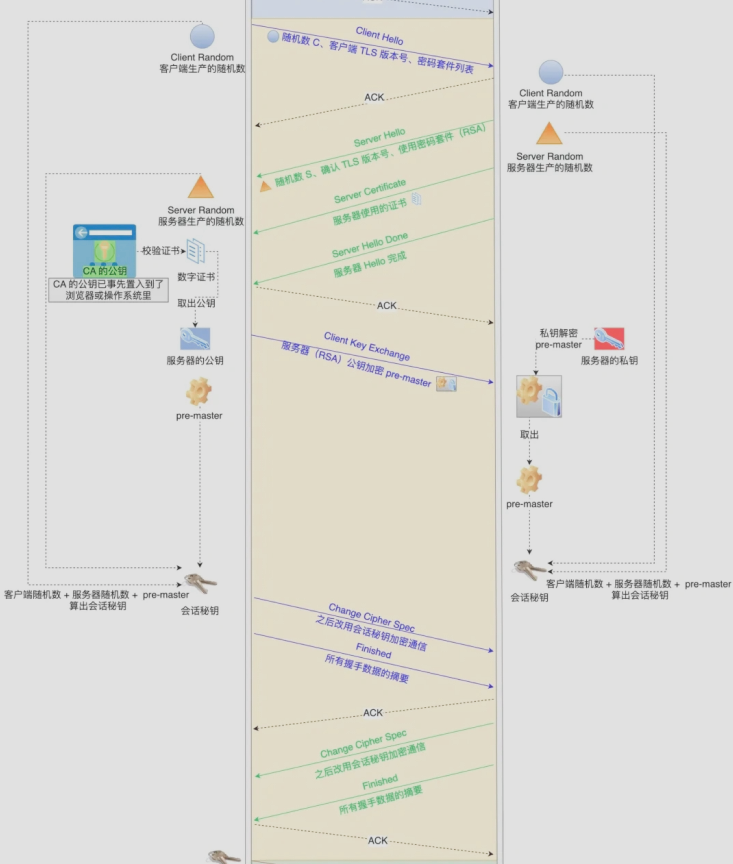 ACK
Client Hello
随机数 C、客户端 TLS 版本号、密码套件列表
Client Random
客户端生产的随机数
Client Random
客户端生产的随机数
ACK
Server Hello
随机数 S、确认 TLS 版本号、使用密码套件（RSA）
Server Random
服务器生产的随机数
Server Certificate
服务器使用的证书
Server Random
服务器生产的随机数
校验证书
CA 的公钥
CA 的公钥已事先置入到了
浏览器或操作系统里
数字证书
Server Hello Done
服务器 Hello 完成
取出公钥
ACK
服务器的公钥
Client Key Exchange
服务器（RSA）公钥加密 pre-master
私钥解密
pre-master
服务器的私钥
pre-master
取出
pre-master
客户端随机数 + 服务器随机数 + pre-master
算出会话秘钥
会话秘钥
会话秘钥
客户端随机数 + 服务器随机数 + pre-master
算出会话秘钥
Change Cipher Spec
之后改用会话秘钥加密通信
Finished
所有握手数据的摘要
ACK
Change Cipher Spec
之后改用会话秘钥加密通信
Finished
所有握手数据的摘要
ACK